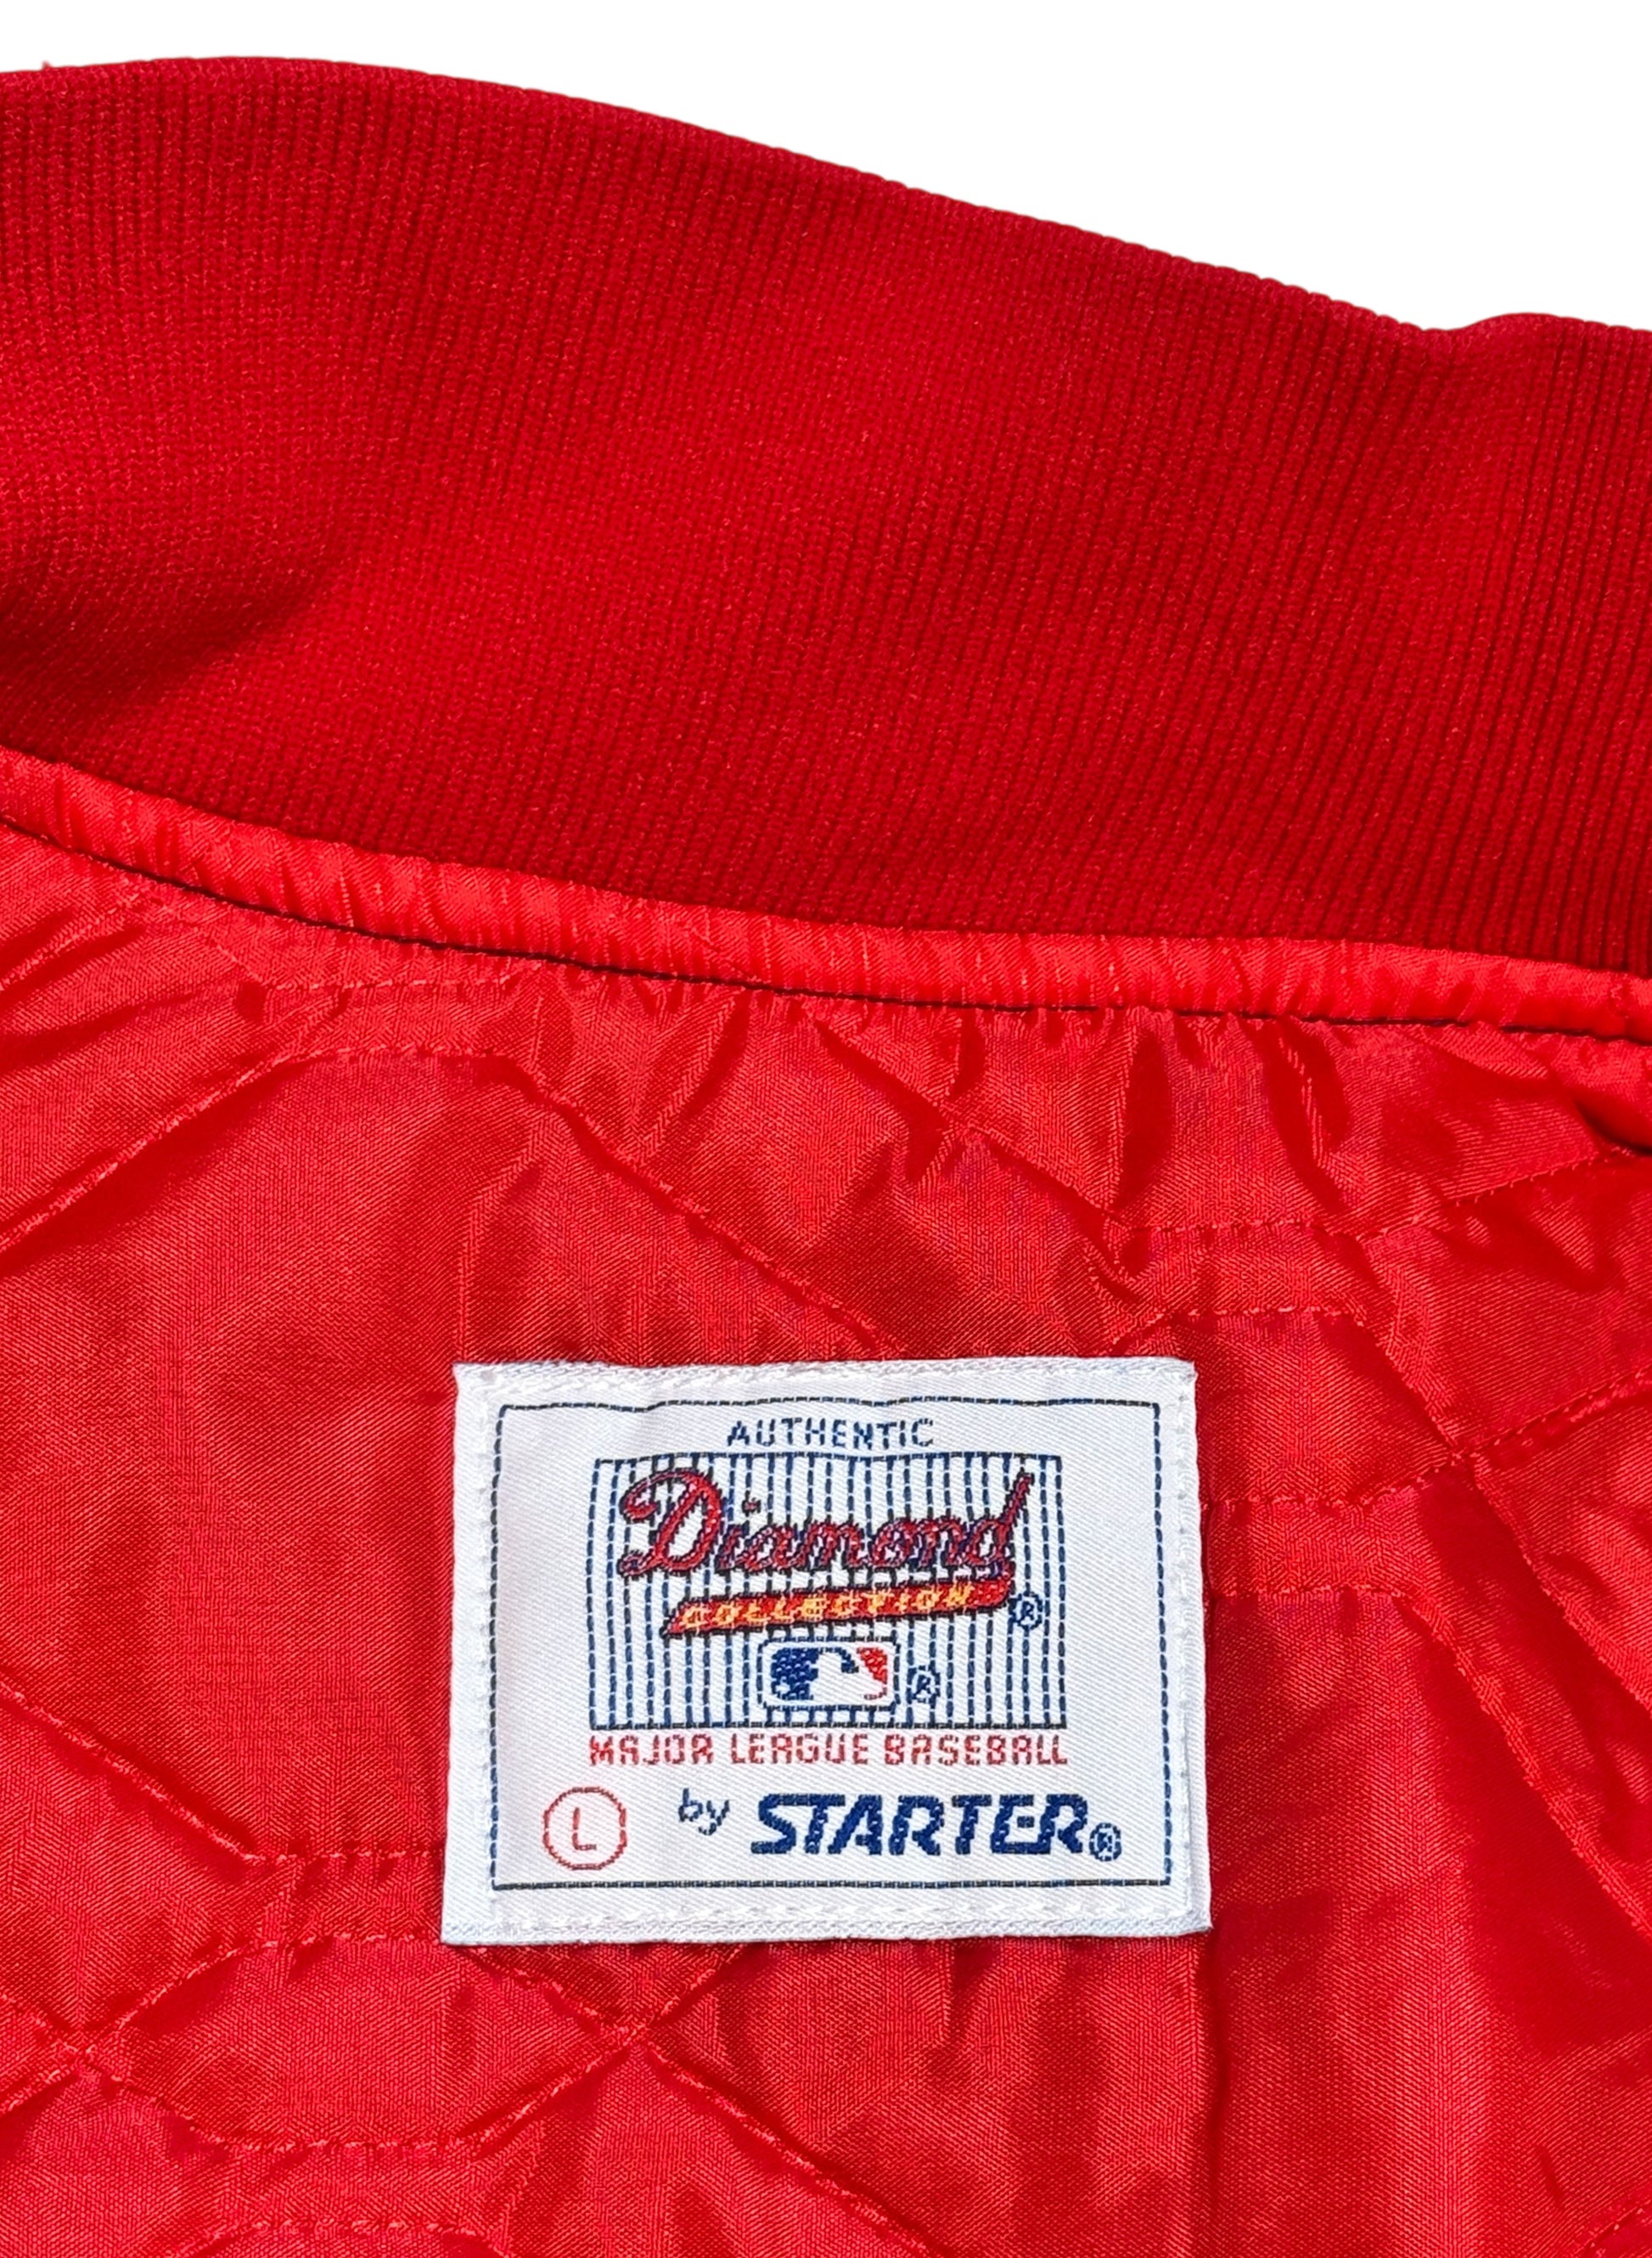 AUTHENTIC
Diamond
COLLECTION ®
®
MAJOR LEAGUE BASEBALL
L by STARTER®